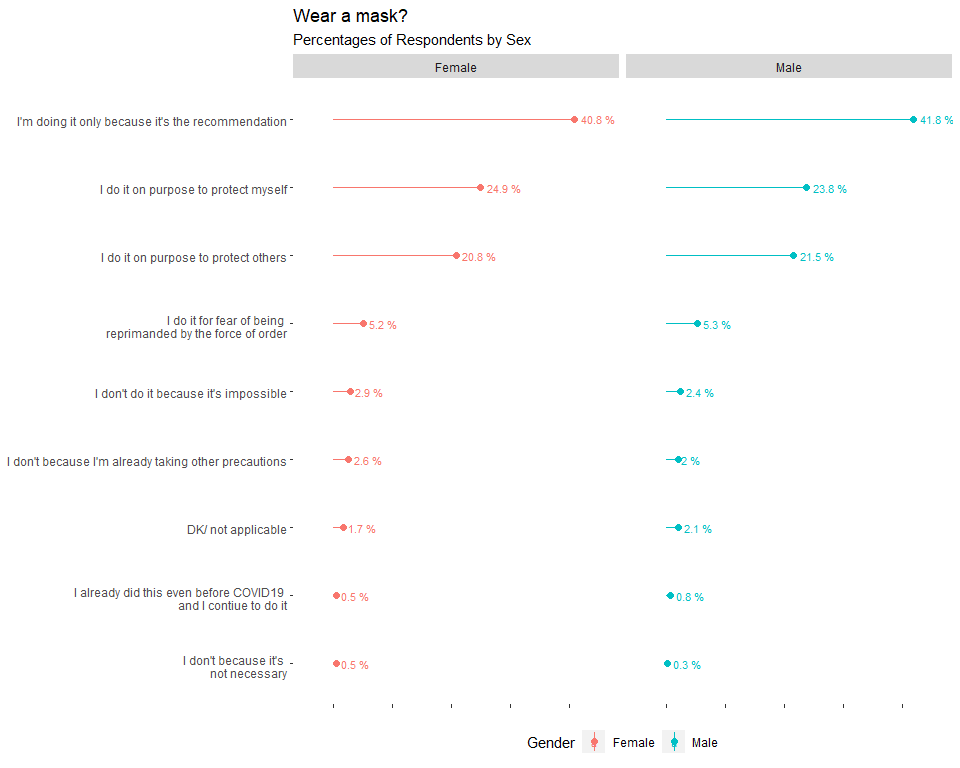 Wear a mask?
Percentages of Respondents by Sex
Female Male
I'm doing it only because it's the recommendation 40.8 % 41.8 %
I do it on purpose to protect myself 24.9 % 23.8 %
I do it on purpose to protect others 20.8 % 21.5 %
I do it for fear of being
reprimanded by the force of order 5.2 % 5.3 %
I don't do it because it's impossible 2.9 % 2.4 %
I don't because I'm already taking other precautions 2.6 % 2 %
DK/ not applicable 1.7 % 2.1 %
I already did this even before COVID19
and I contiue to do it 0.5 % 0.8 %
I don't because it's
not necessary 0.5 % 0.3 %
Gender Female Male